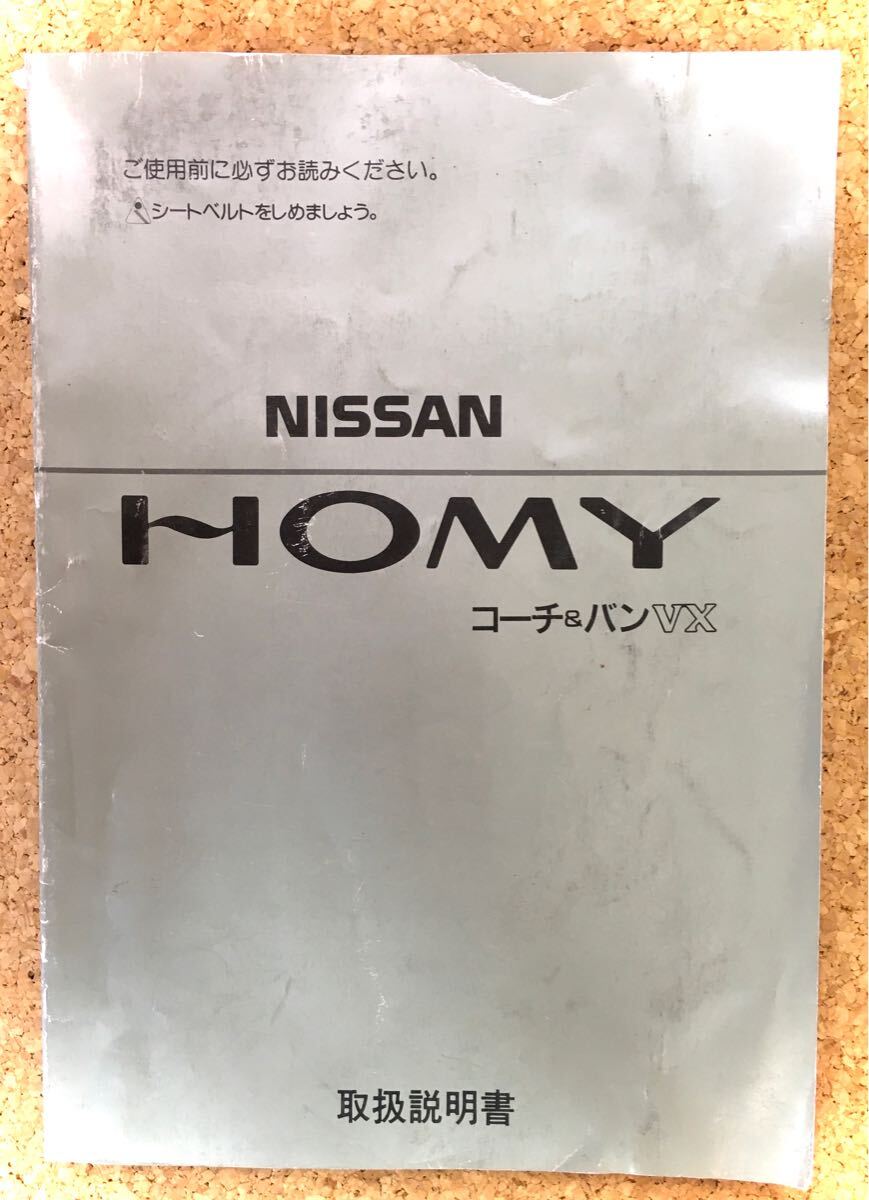 ご使用前に必ずお読みください。
シートベルトをしめましょう。
NISSAN
HOMY
コーチ&バンVX
取扱説明書